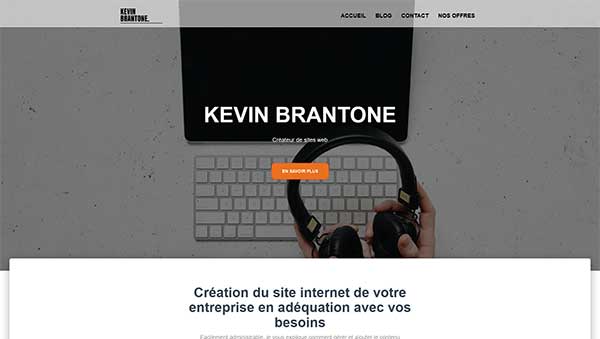 KEVIN
BRANTONE_
ACCUEIL BLOG CONTACT NOS OFFRES
KEVIN BRANTONE
Créateur de sites web
EN SAVOIR PLUS
Création du site internet de votre
entreprise en adéquation avec vos
besoins
Facilement administrable, je vous explique comment gérer et ajouter le contenu